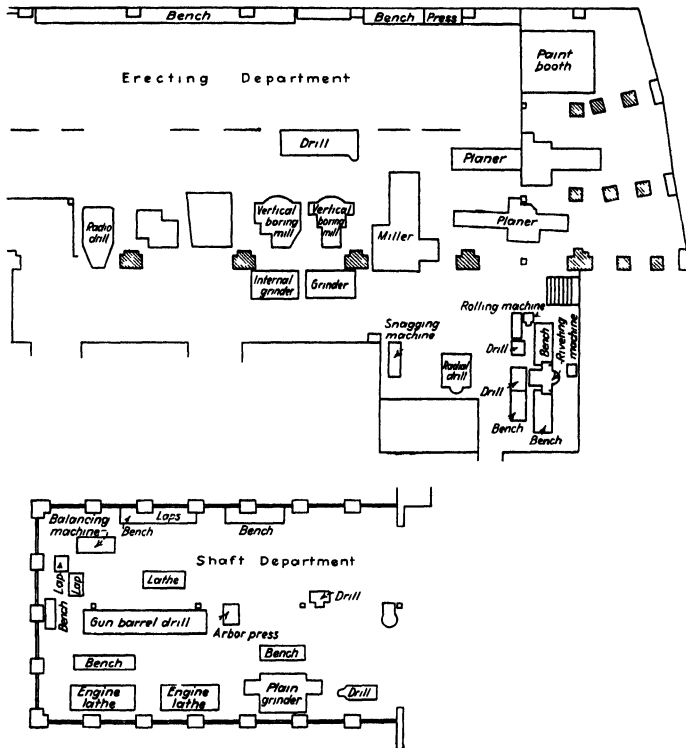 Bench
Bench
Press
Paint
booth
Erecting Department
Drill
Planer
Radio
drill
Vertical
boring
mill
Vertical
boring
mill
Miller
Planer
Internal
grinder
Grinder
Rolling machine
Snagging
machine
Drill
Bench
Riveting
machine
Radial
drill
Drill
Bench
Bench
Balancing
machine
Laps
Bench
Bench
Shaft Department
Lap
Lap
Lathe
Bench
Gun barrel drill
Arbor press
Drill
Bench
Bench
Engine
lathe
Engine
lathe
Plain
grinder
Drill